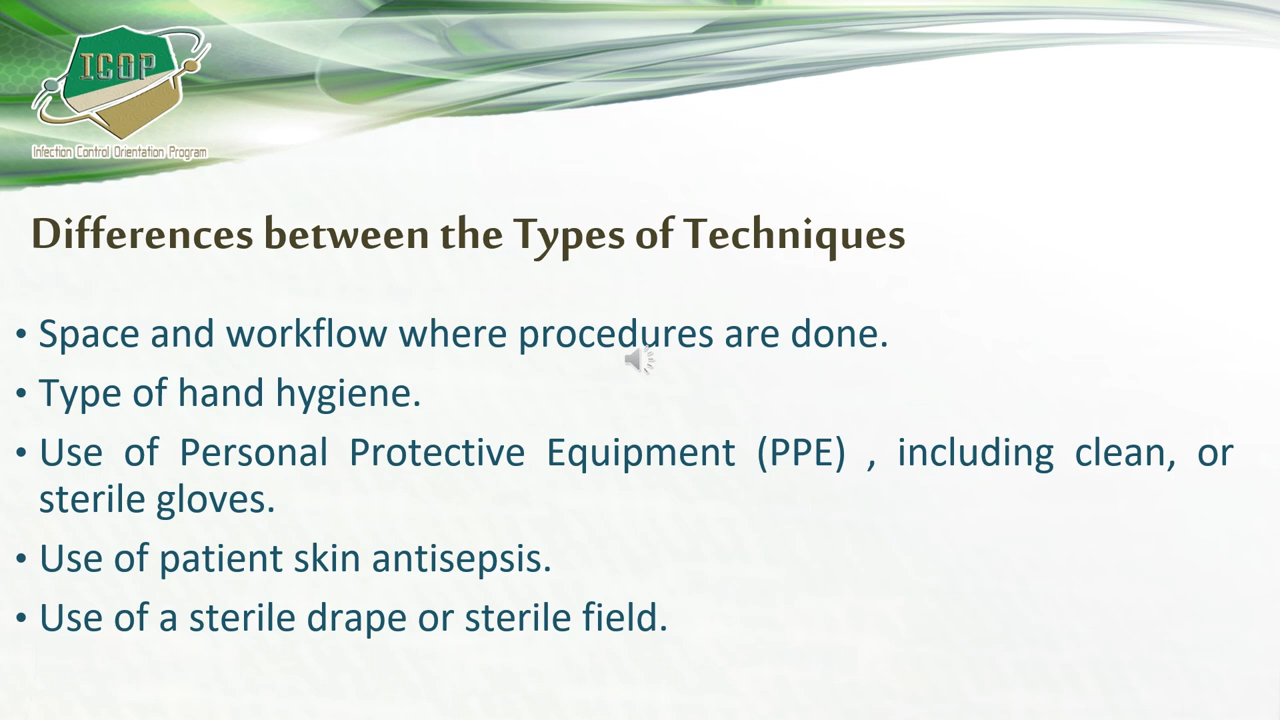 ICOP
Infection Control Orientation Program
Differences between the Types of Techniques
• Space and workflow where procedures are done.
• Type of hand hygiene.
• Use of Personal Protective Equipment (PPE) , including clean, or
sterile gloves.
• Use of patient skin antisepsis.
• Use of a sterile drape or sterile field.